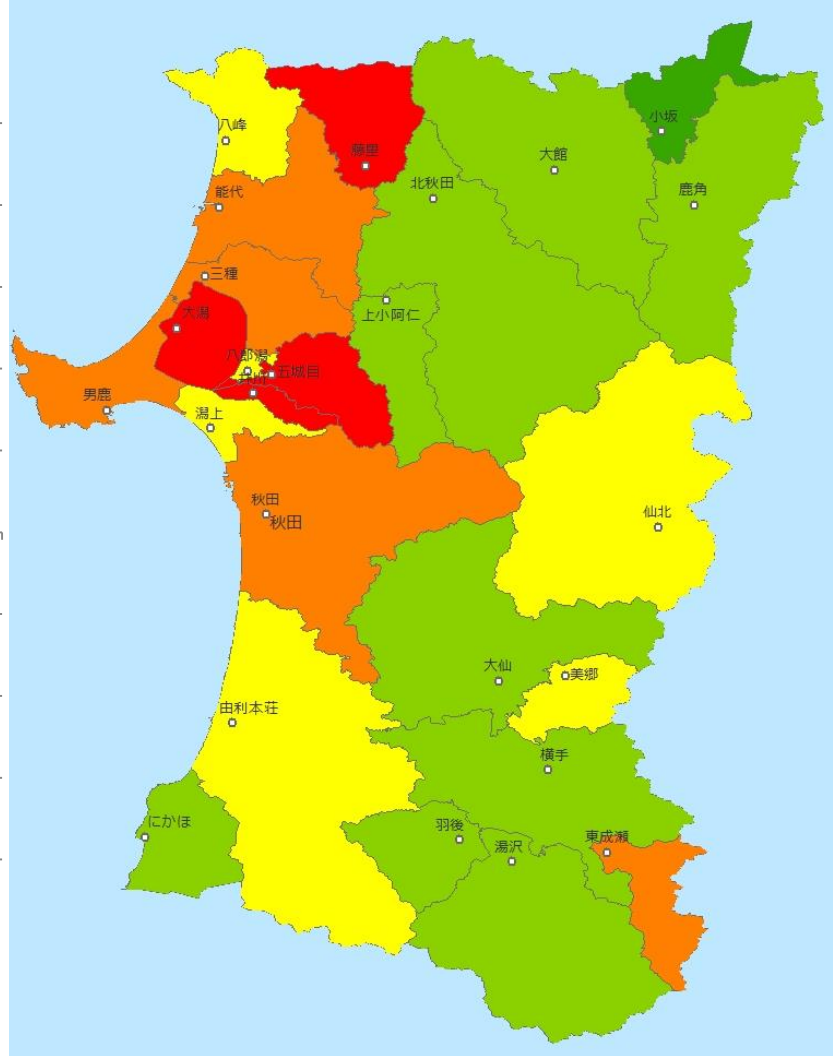 小坂
八峰
藤里
大館
北秋田
能代
鹿角
三種
大潟
上小阿仁
八郎潟
五城目
井川
男鹿
潟上
秋田
秋田
仙北
大仙
美郷
由利本荘
横手
にかほ
羽後
東成瀬
湯沢